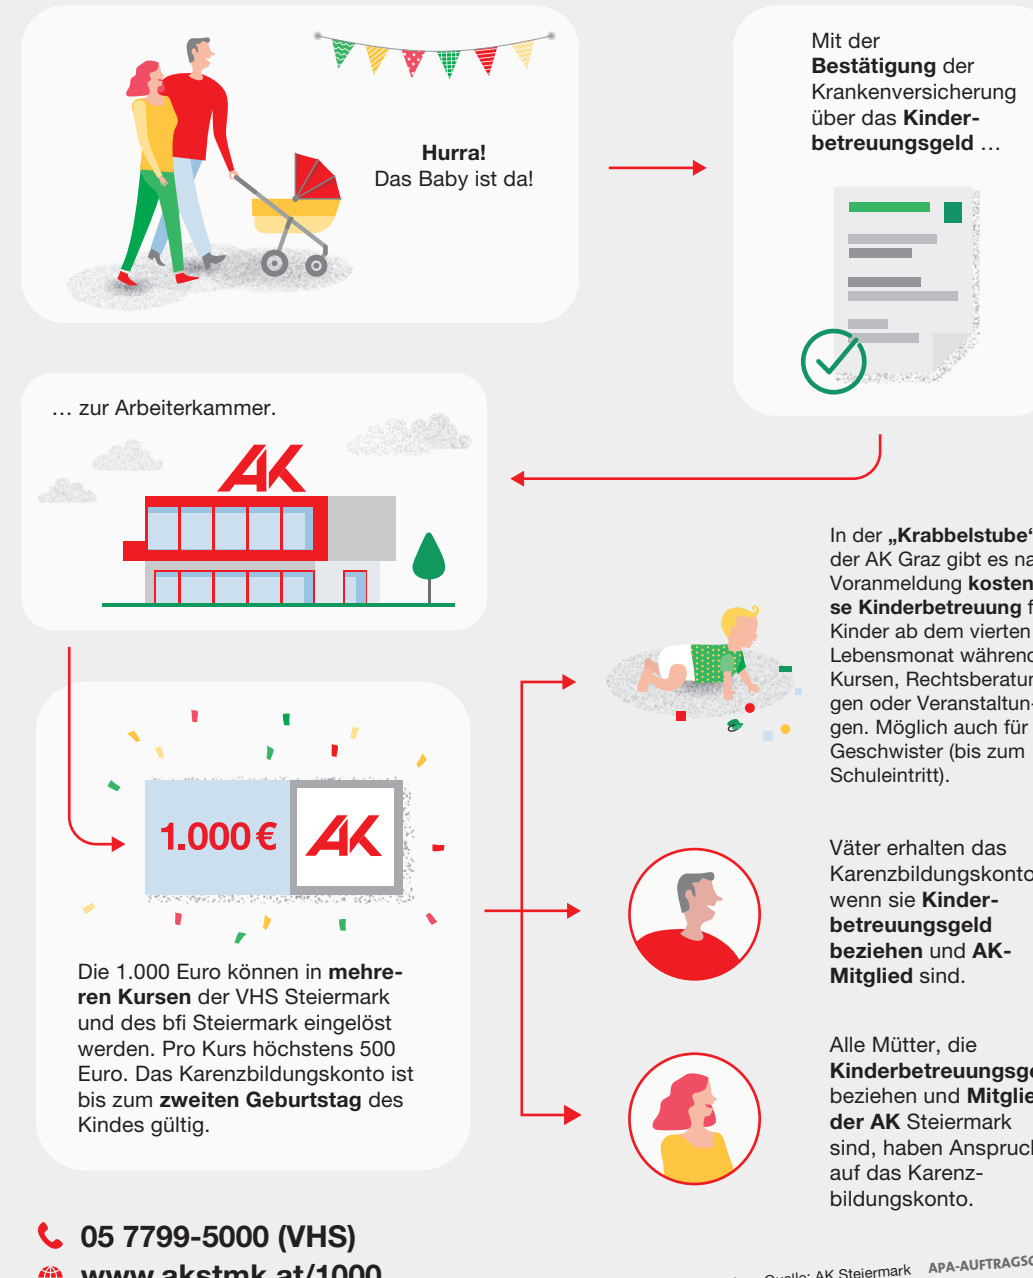 Hurra!
Das Baby ist da!
Mit der
Bestätigung der
Krankenversicherung
über das Kinder-
betreuungsgeld …
… zur Arbeiterkammer.
AK
1.000 € AK
Die 1.000 Euro können in mehre-
ren Kursen der VHS Steiermark
und des bfi Steiermark eingelöst
werden. Pro Kurs höchstens 500
Euro. Das Karenzbildungskonto ist
bis zum zweiten Geburtstag des
Kindes gültig.
In der „Krabbelstube“
der AK Graz gibt es
Voranmeldung kosten
se Kinderbetreuung
Kinder ab dem vierten
Lebensmonat
Kursen,
gen oder Veranstaltun-
gen. Möglich auch für
Geschwister (bis zum
Schuleintritt).
Väter erhalten das
Karenzbildungskonto
wenn sie Kinder-
betreuungsgeld
beziehen und AK-
Mitglied sind.
Alle Mütter, die
beziehen und
der AK Steiermark
sind, haben Anspruch
auf das Karenz-
bildungskonto.
05 7799-5000 (VHS)
www.akstmk.at/1000
Quelle: AK Steiermark